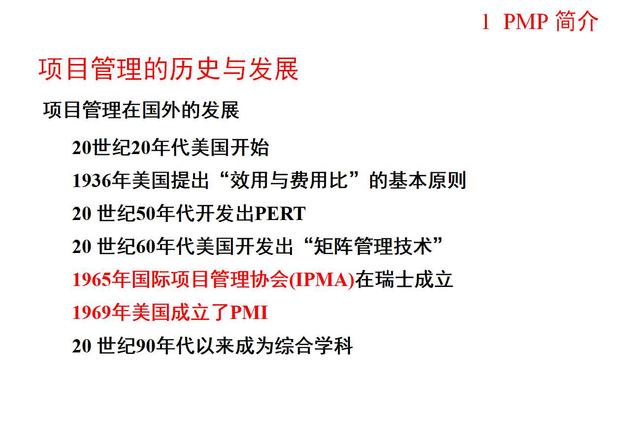 1 PMP 简介
项目管理的历史与发展
项目管理在国外的发展
20世纪20年代美国开始
1936年美国提出“效用与费用比”的基本原则
20 世纪50年代开发出PERT
20 世纪60年代美国开发出“矩阵管理技术”
1965年国际项目管理协会(IPMA)在瑞士成立
1969年美国成立了PMI
20 世纪90年代以来成为综合学科